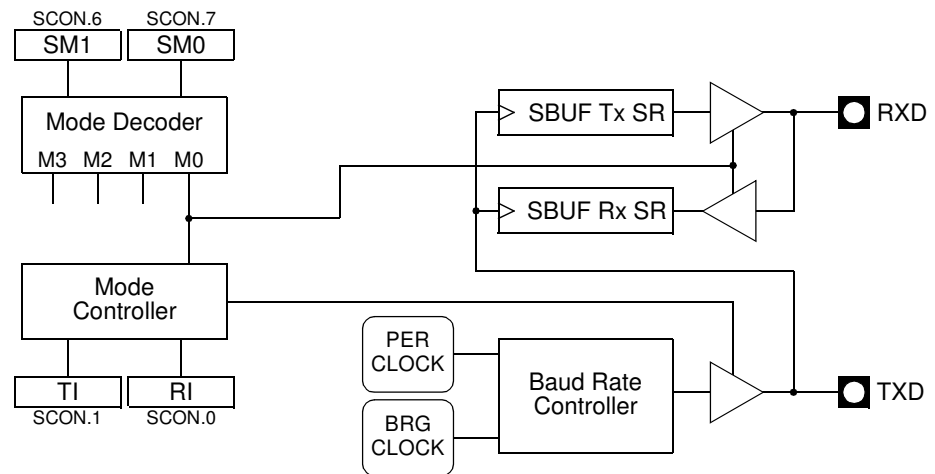 SCON.6 SCON.7
SM1 SM0
Mode Decoder
M3 M2 M1 M0
SBUF Tx SR
RXD
SBUF Rx SR
Mode
Controller
TI RI
SCON.1 SCON.0
PER
CLOCK
BRG
CLOCK
Baud Rate
Controller
TXD